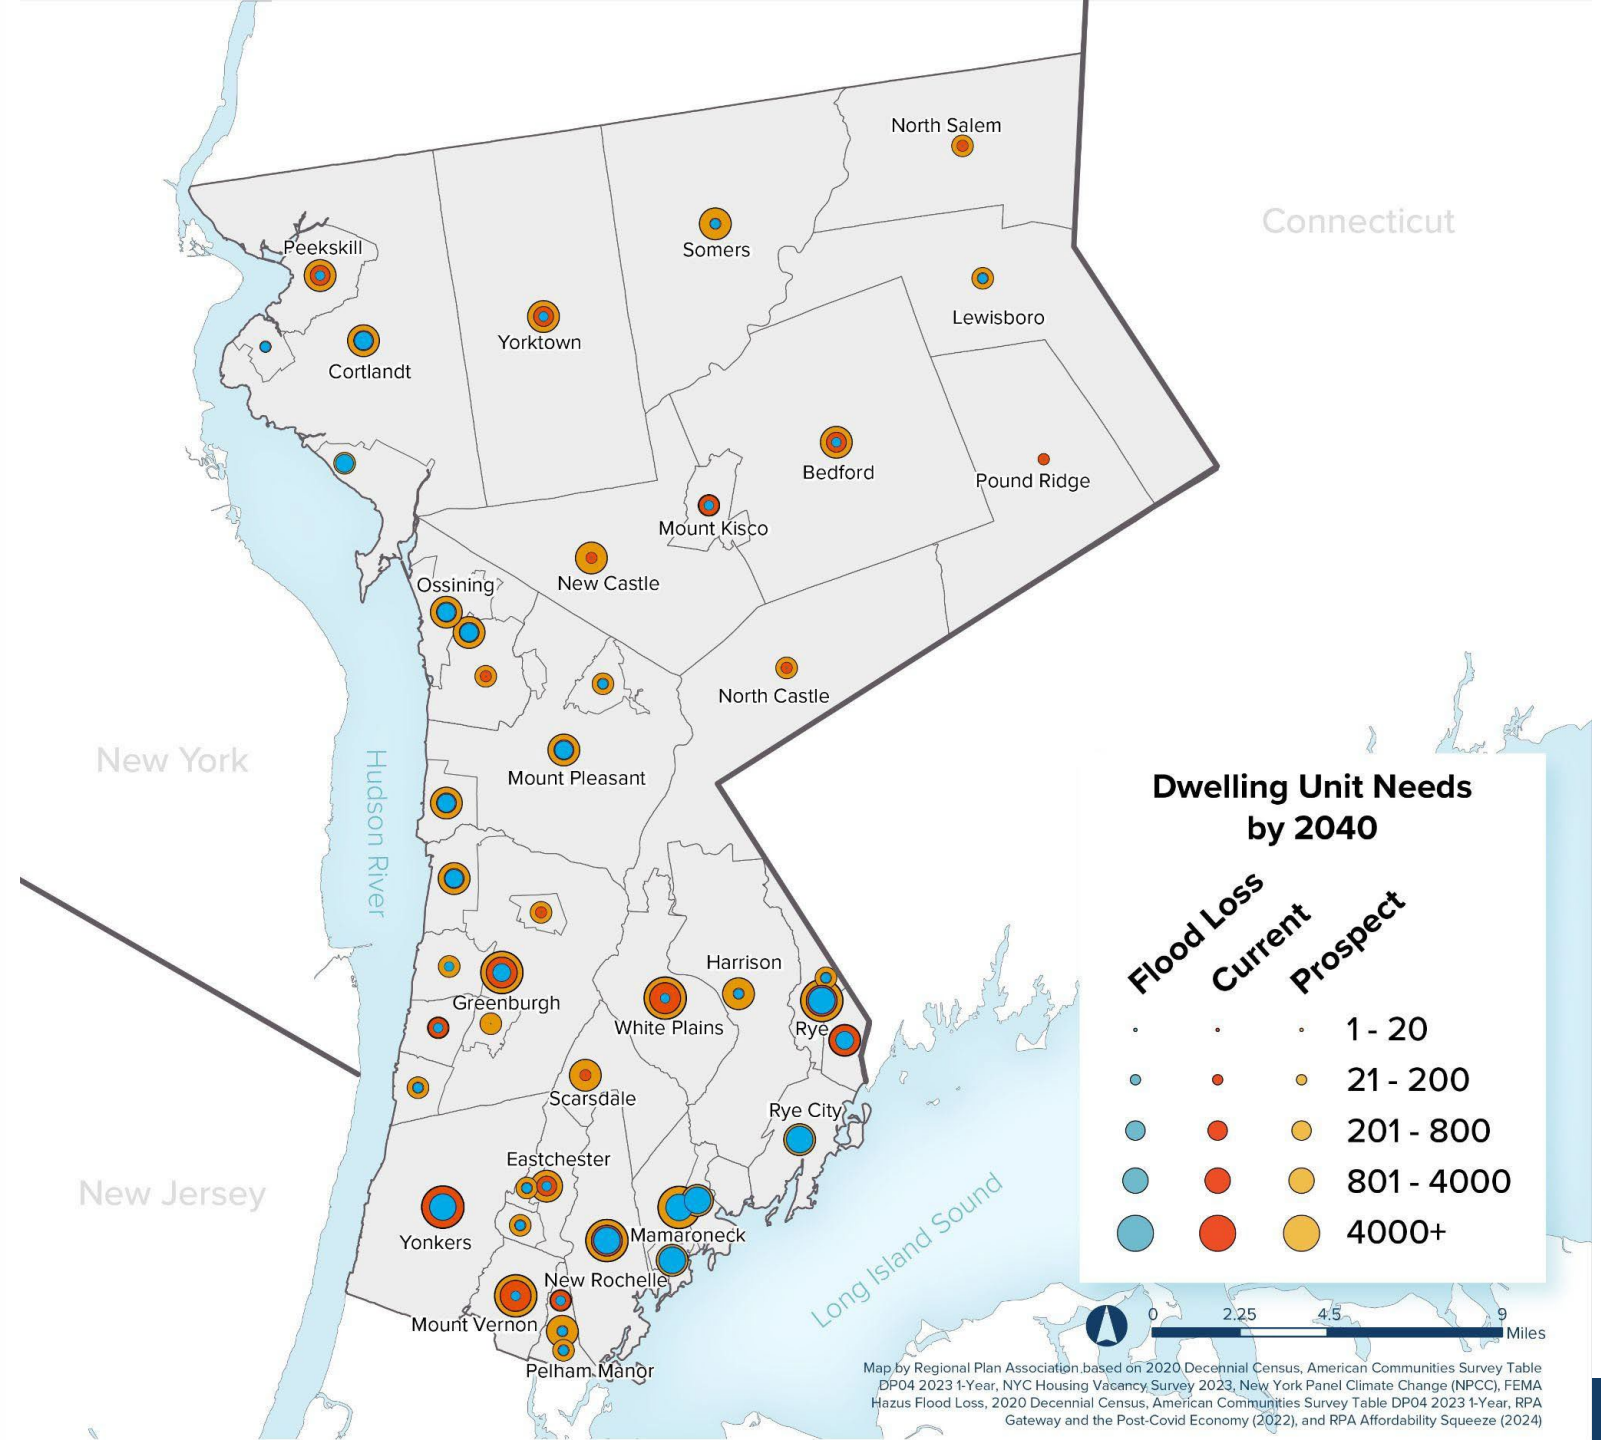 North Salem
Connecticut
Peekskill
Somers
Lewisboro
Yorktown
Cortlandt
Bedford
Pound Ridge
Mount Kisco
New Castle
Ossining
North Castle
New York
Hudson River
Mount Pleasant
Dwelling Unit Needs
by 2040
Flood Loss
Current
Prospect
1 - 20
21 - 200
201 - 800
801 - 4000
4000+
Harrison
Greenburgh
White Plains
Rye
Scarsdale
Rye City
Eastchester
New Jersey
Yonkers
Mamaroneck
Long Island Sound
New Rochelle
Mount Vernon
Pelham Manor
0 2.25 4.5 9
Miles
Map by Regional Plan Association based on 2020 Decennial Census, American Communities Survey Table
DP04 2023 1-Year, NYC Housing Vacancy Survey 2023, New York Panel Climate Change (NPCC), FEMA
Hazus Flood Loss, 2020 Decennial Census, American Communities Survey Table DP04 2023 1-Year, RPA
Gateway and the Post-Covid Economy (2022), and RPA Affordability Squeeze (2024)